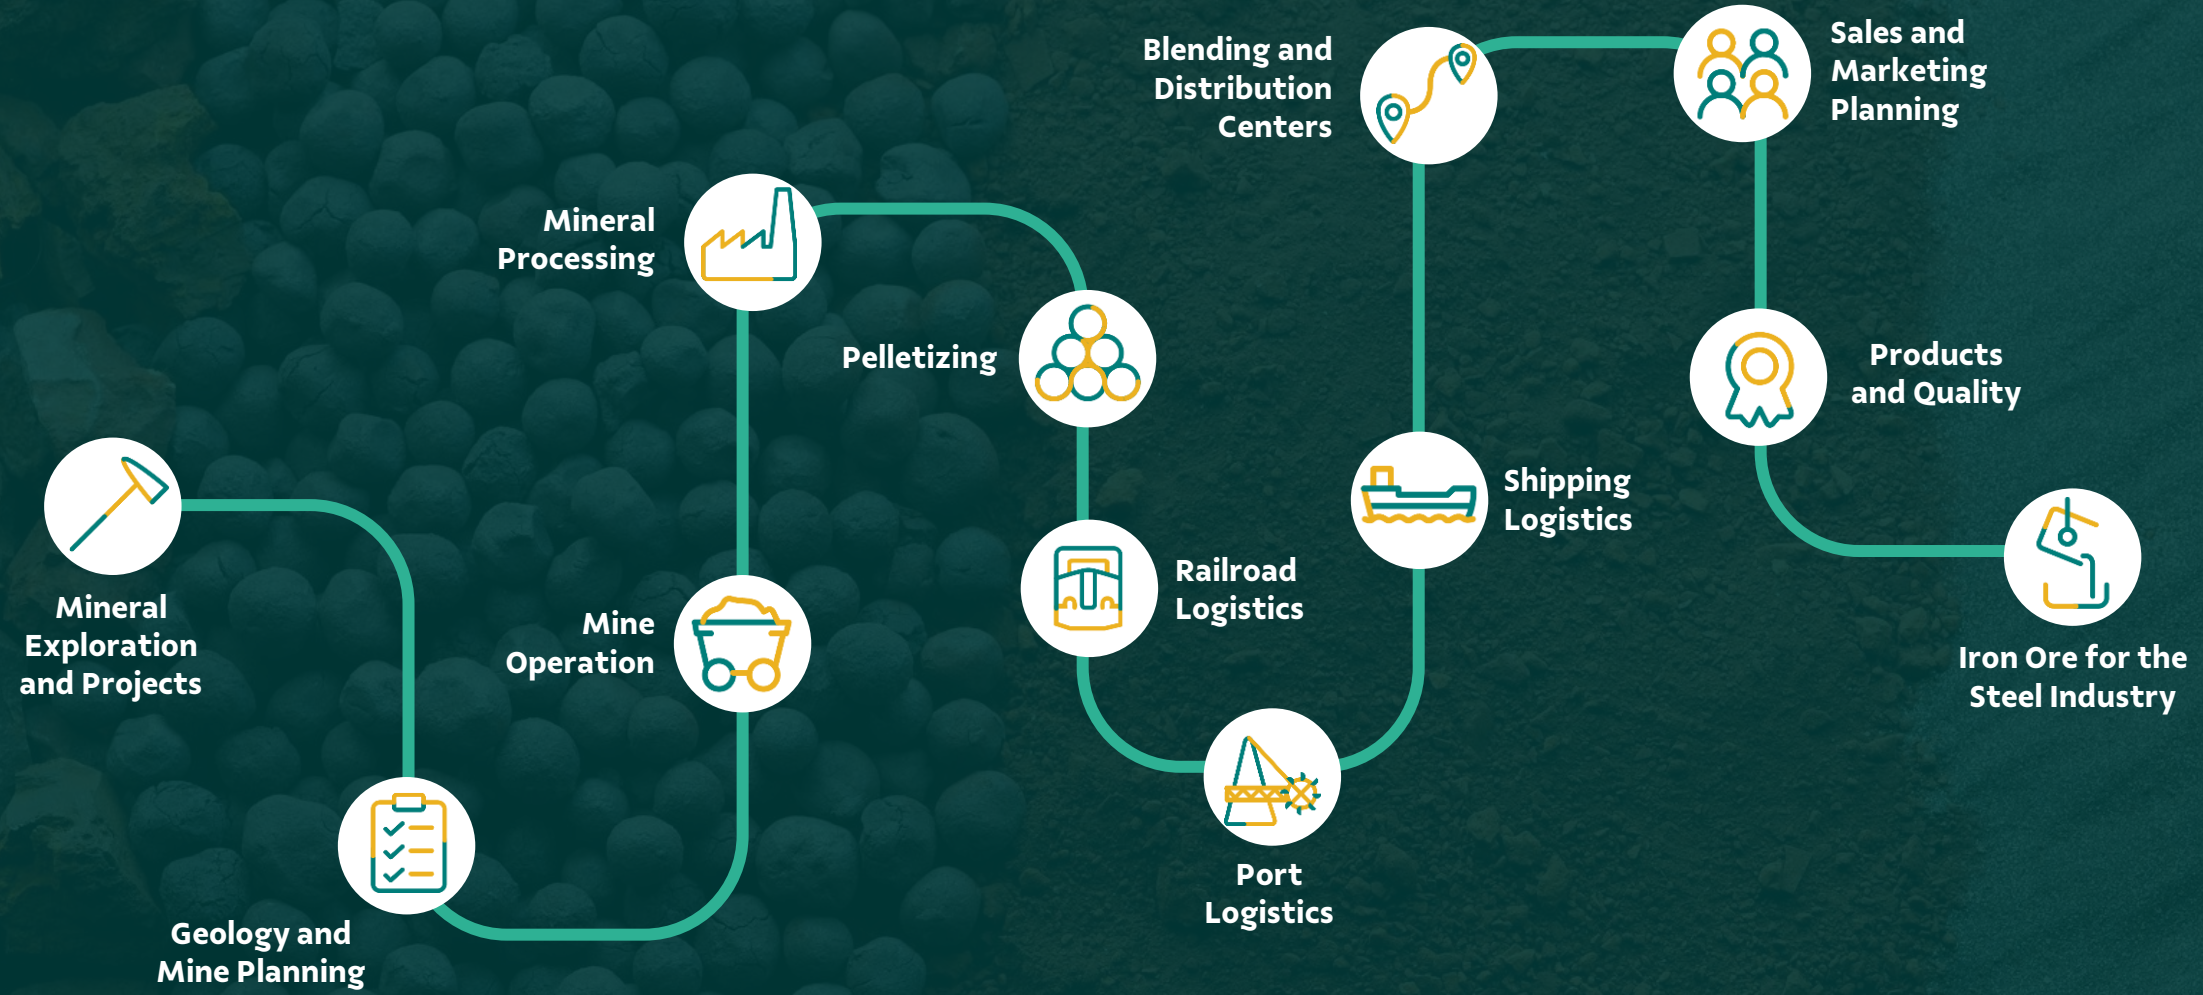 Mineral
Exploration
and Projects
Geology and
Mine Planning
Mine
Operation
Mineral
Processing
Pelletizing
Railroad
Logistics
Port
Logistics
Shipping
Logistics
Blending and
Distribution
Centers
Sales and
Marketing
Planning
Products
and Quality
Iron Ore for the
Steel Industry